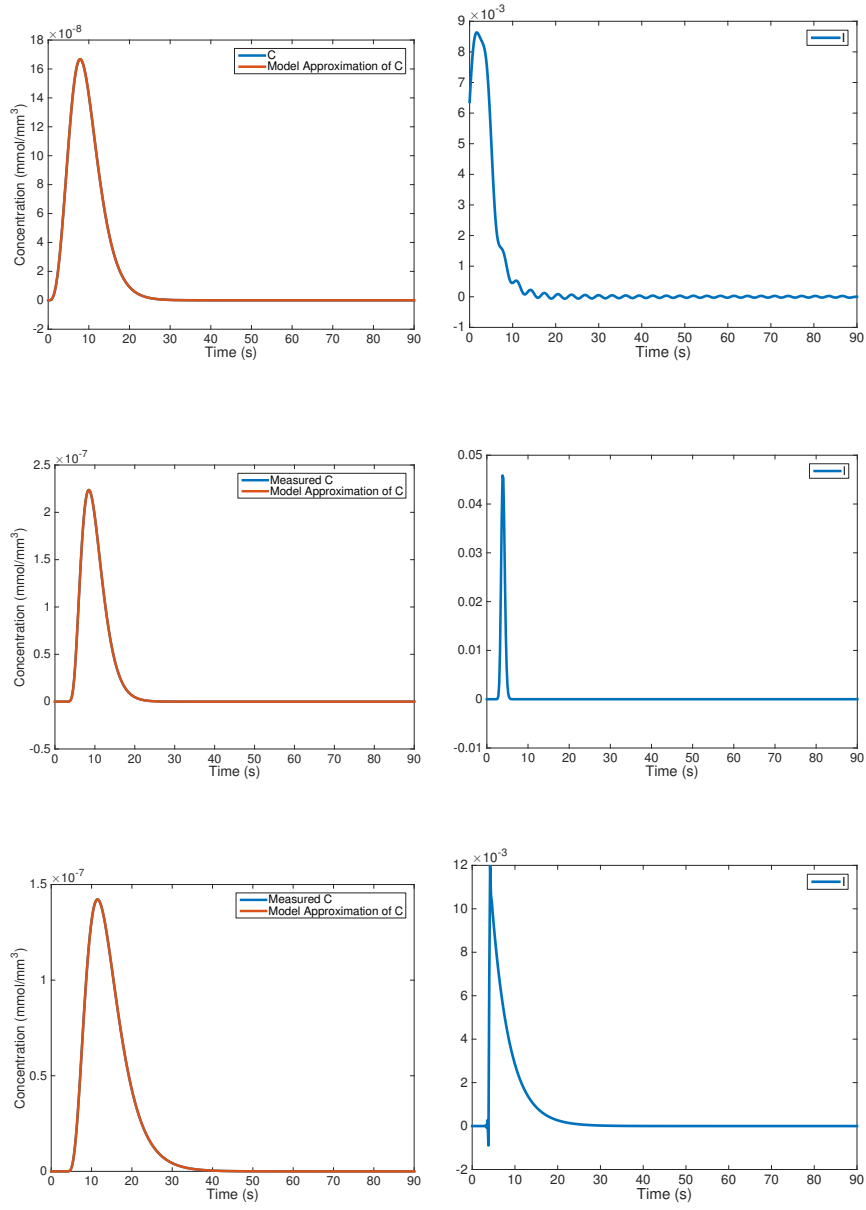 ×10-8
18
16
14
12
10
8
6
4
2
0
-2
Concentration (mmol/mm3)
C
Model Approximation of C
0 10 20 30 40 50 60 70 80 90
Time (s)
×10-3
9
8
7
6
5
4
3
2
1
0
-1
I
0 10 20 30 40 50 60 70 80 90
Time (s)
×10-7
2.5
2
1.5
1
0.5
0
-0.5
Concentration (mmol/mm3)
Measured C
Model Approximation of C
0 10 20 30 40 50 60 70 80 90
Time (s)
0.05
0.04
0.03
0.02
0.01
0
-0.01
I
0 10 20 30 40 50 60 70 80 90
Time (s)
×10-7
1.5
1
0.5
0
Concentration (mmol/mm3)
Measured C
Model Approximation of C
0 10 20 30 40 50 60 70 80 90
Time (s)
×10-3
12
10
8
6
4
2
0
-2
I
0 10 20 30 40 50 60 70 80 90
Time (s)